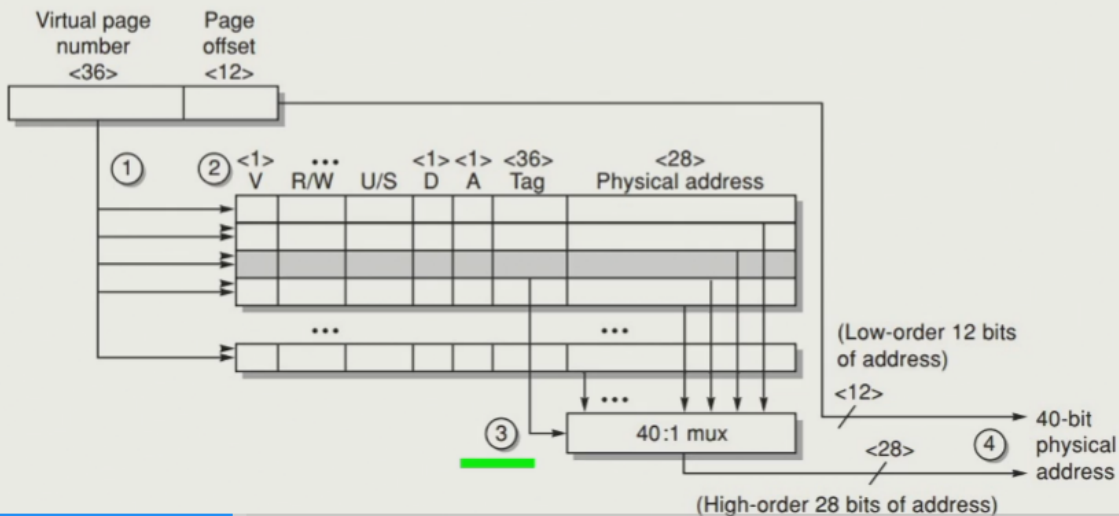 Virtual page
number
<36>
Page
offset
<12>
1
2
<1>
V
•••
R/W
U/S
<1>
D
<1>
A
<36>
Tag
<28>
Physical address
•••
•••
•••
3
40:1 mux
(Low-order 12 bits
of address)
<12>
<28>
4
40-bit
physical
address
(High-order 28 bits of address)